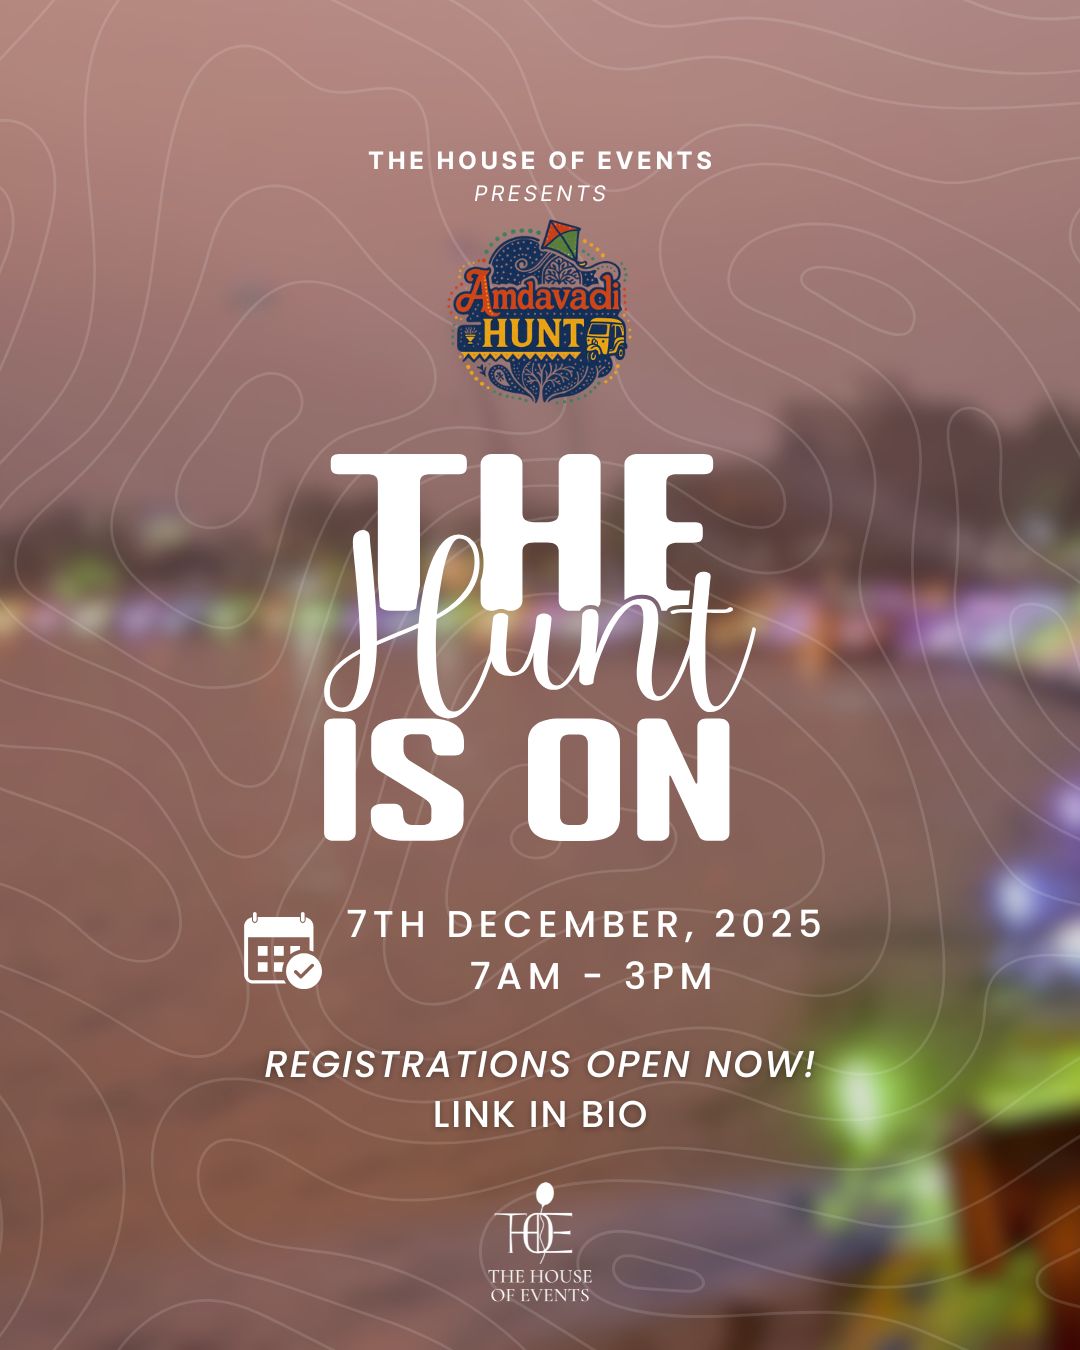 THE HOUSE OF EVENTS
PRESENTS
Amdavadi
HUNT
THE
Hunt
IS ON
7TH DECEMBER, 2025
7AM - 3PM
REGISTRATIONS OPEN NOW!
LINK IN BIO
THOE
THE HOUSE
OF EVENTS